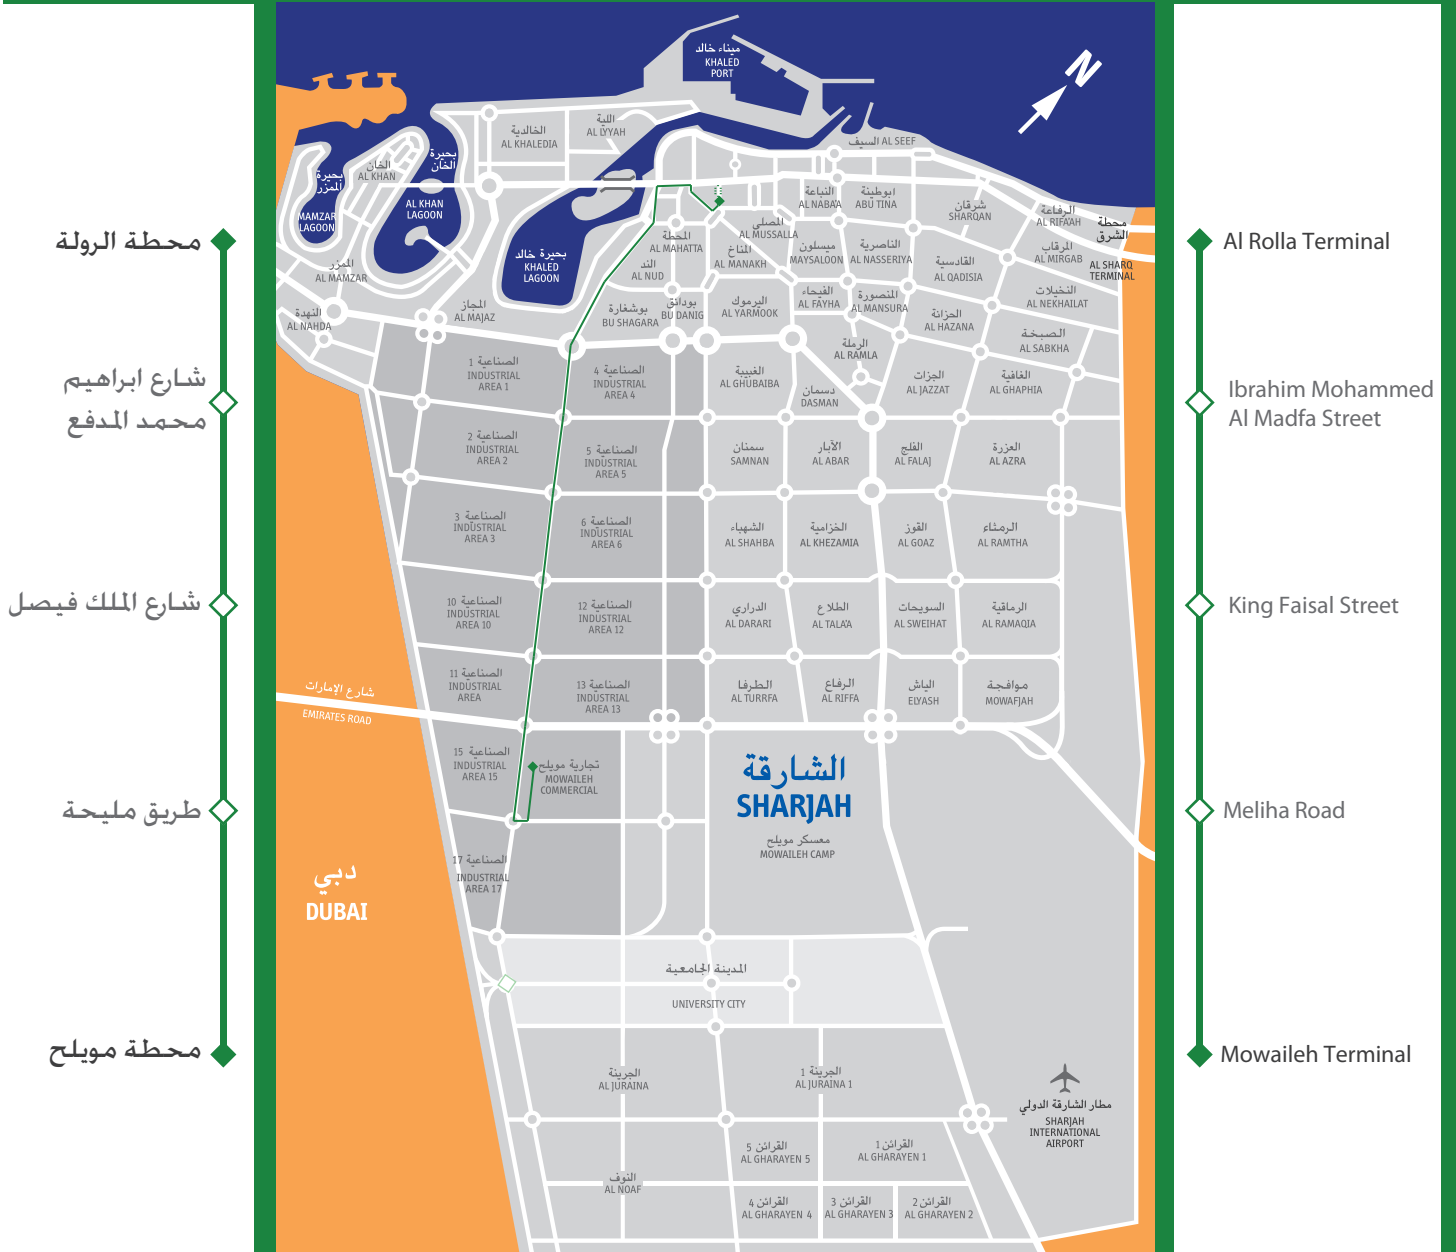 محطة الرولة
شارع ابراهيم
محمد المدفع
شارع الملك فيصل
طريق مليحة
محطة مويلح
ميناء خالد
KHALED
PORT
N
الخالدية
AL KHALEDIA
اللية
AL LYYAH
السيف AL SEEF
الخان
AL KHAN
بحيرة
الخان
AL KHAN
LAGOON
بحيرة
الممزر
MAMZAR
LAGOON
الممزر
AL MAMZAR
النهدة
AL NAHDA
المجاز
AL MAJAZ
بحيرة خالد
KHALED
LAGOON
المحطة
AL MAHATTA
الند
AL NUD
بوشغارة
BU SHAGARA
بودانق
BU DANIG
المصلى
AL MUSSALLA
المناخ
AL MANAKH
اليرموك
AL YARMOOK
النباعة
AL NABA'A
ابوطينة
ABU TINA
ميسلون
MAYSALOON
الناصرية
AL NASSERIYA
الفيحاء
AL FAYHA
المنصورة
AL MANSURA
شرقان
SHARQAN
القادسية
AL QADISIA
الرفاعة
AL RIFA'AH
المرقاب
AL MIRGAB
محطة
الشرق
AL SHARQ
TERMINAL
النخيلات
AL NEKHAILAT
الخزانة
AL HAZANA
الصبخة
AL SABKHA
الرملة
AL RAMLA
الصناعية 1
INDUSTRIAL
AREA 1
الصناعية 4
INDUSTRIAL
AREA 4
الغبيبة
AL GHUBAIBA
دسمان
DASMAN
الجزات
AL JAZZAT
الغافية
AL GHAPHIA
الصناعية 2
INDUSTRIAL
AREA 2
الصناعية 5
INDUSTRIAL
AREA 5
سمنان
SAMNAN
الآبار
AL ABAR
الفلج
AL FALAJ
العزرة
AL AZRA
الصناعية 3
INDUSTRIAL
AREA 3
الصناعية 6
INDUSTRIAL
AREA 6
الشهباء
AL SHAHBA
الخزامية
AL KHEZAMIA
القوز
AL GOAZ
الرمثاء
AL RAMTHA
الصناعية 10
INDUSTRIAL
AREA 10
الصناعية 12
INDUSTRIAL
AREA 12
الدراري
AL DARARI
الطلاع
AL TALA'A
السويحات
AL SWEIHAT
الرماقية
AL RAMAQIA
الصناعية 11
INDUSTRIAL
AREA
الصناعية 13
INDUSTRIAL
AREA 13
الطرفا
AL TURRFA
الرفاع
AL RIFFA
الياش
ELYASH
موافجة
MOWAFJAH
شارع الإمارات
EMIRATES ROAD
الصناعية 15
INDUSTRIAL
AREA 15
تجارية مويلح
MOWAILEH
COMMERCIAL
الشارقة
SHARJAH
معسكر مويلح
MOWAILEH CAMP
الصناعية 17
INDUSTRIAL
AREA 17
دبي
DUBAI
المدينة الجامعية
UNIVERSITY CITY
الجرينة
AL JURAINA
الجرينة 1
AL JURAINA 1
مطار الشارقة الدولي
SHARJAH
INTERNATIONAL
AIRPORT
القرائن 5
AL GHARAYEN 5
القرائن 1
AL GHARAYEN 1
النوف
AL NOAF
القرائن 4
AL GHARAYEN 4
القرائن 3
AL GHARAYEN 3
القرائن 2
AL GHARAYEN 2
Al Rolla Terminal
Ibrahim Mohammed
Al Madfa Street
King Faisal Street
Meliha Road
Mowaileh Terminal